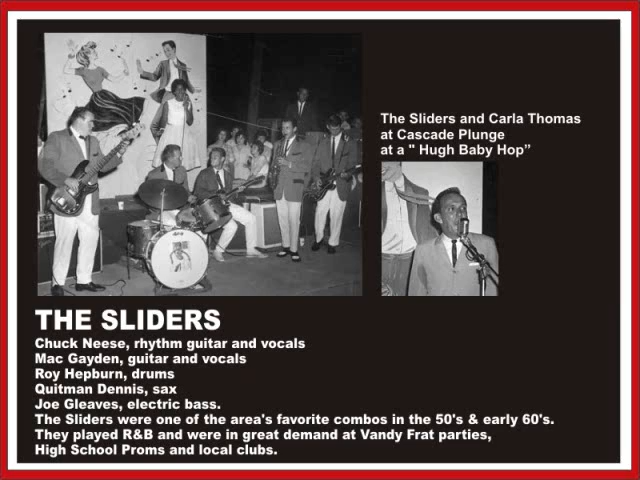 The Sliders and Carla Thomas
at Cascade Plunge
at a " Hugh Baby Hop”
THE SLIDERS
Chuck Neese, rhythm guitar and vocals
Mac Gayden, guitar and vocals
Roy Hepburn, drums
Quitman Dennis, sax
Joe Gleaves, electric bass.
The Sliders were one of the area's favorite combos in the 50's & early 60's.
They played R&B and were in great demand at Vandy Frat parties,
High School Proms and local clubs.